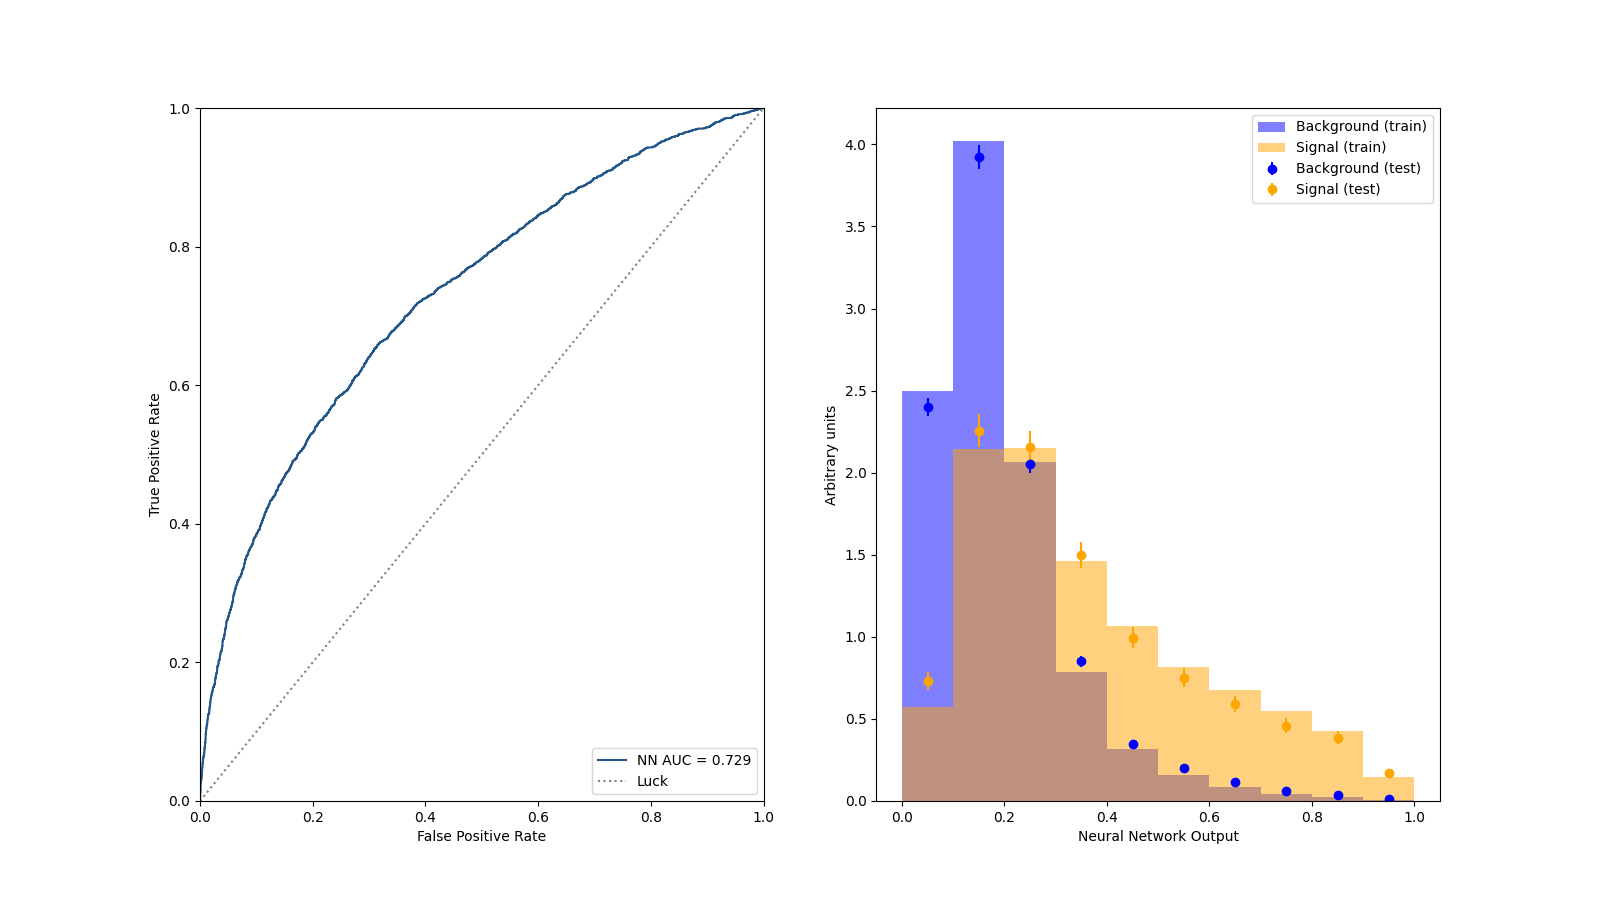 1.0
0.8
0.6
0.4
0.2
0.0
True Positive Rate
0.0 0.2 0.4 0.6 0.8 1.0
False Positive Rate
NN AUC = 0.729
Luck
4.0
3.5
3.0
2.5
2.0
1.5
1.0
0.5
0.0
Arbitrary units
0.0 0.2 0.4 0.6 0.8 1.0
Neural Network Output
Background (train)
Signal (train)
Background (test)
Signal (test)